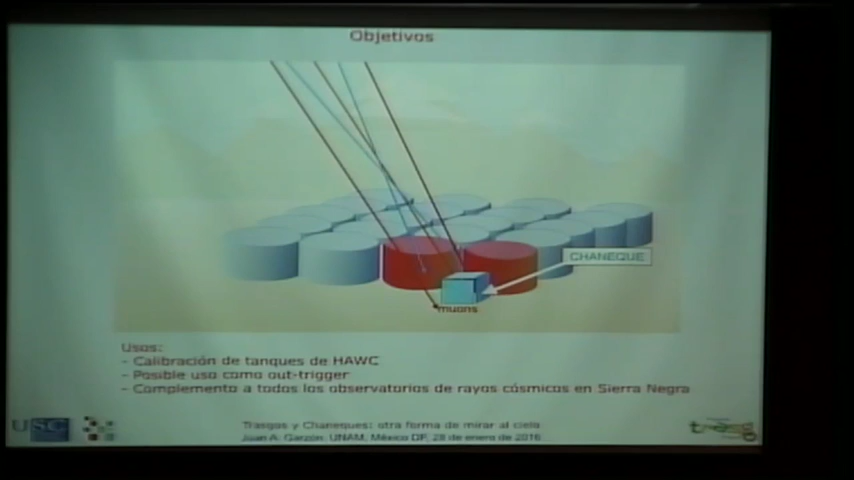 Objetivos
CHANEQUE
muons
Usos:
- Calibración de tanques de HAWC
- Posible uso como out-trigger
- Complemento a todos los observatorios de rayos cósmicos en Sierra Negra
USC
Trasgos y Chaneques: otra forma de mirar al cielo
Juan A. Garzón. UNAM, México DF, 28 de enero de 2016